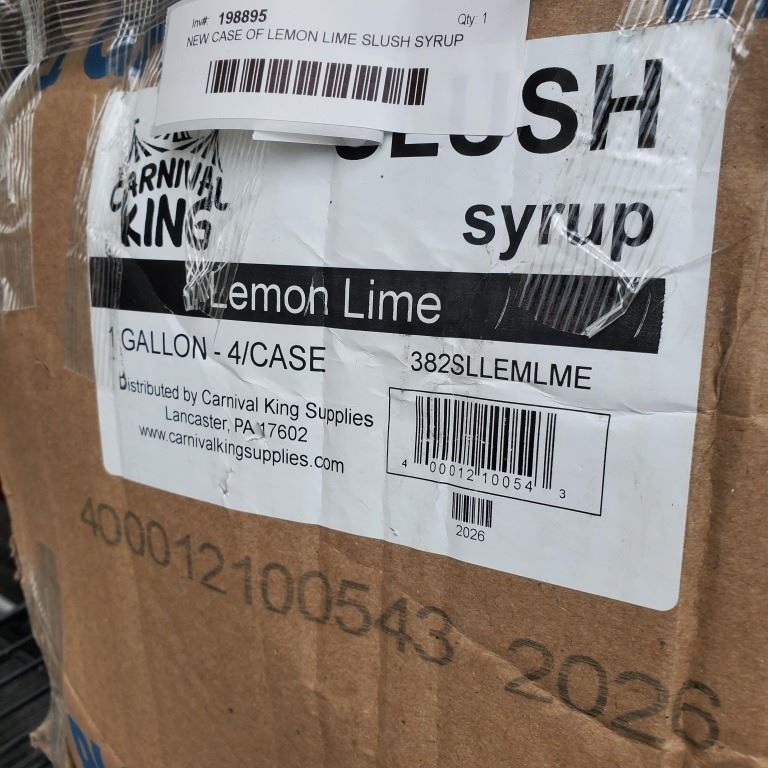 Inv#: 198895 Qty: 1
NEW CASE OF LEMON LIME SLUSH SYRUP
SLUSH
CARNIVAL
KING
syrup
Lemon Lime
1 GALLON - 4/CASE
382SLLEMLME
Distributed by Carnival King Supplies
Lancaster, PA 17602
www.carnivalkingsupplies.com
4 00012 10054 3
2026
400012100543 2026